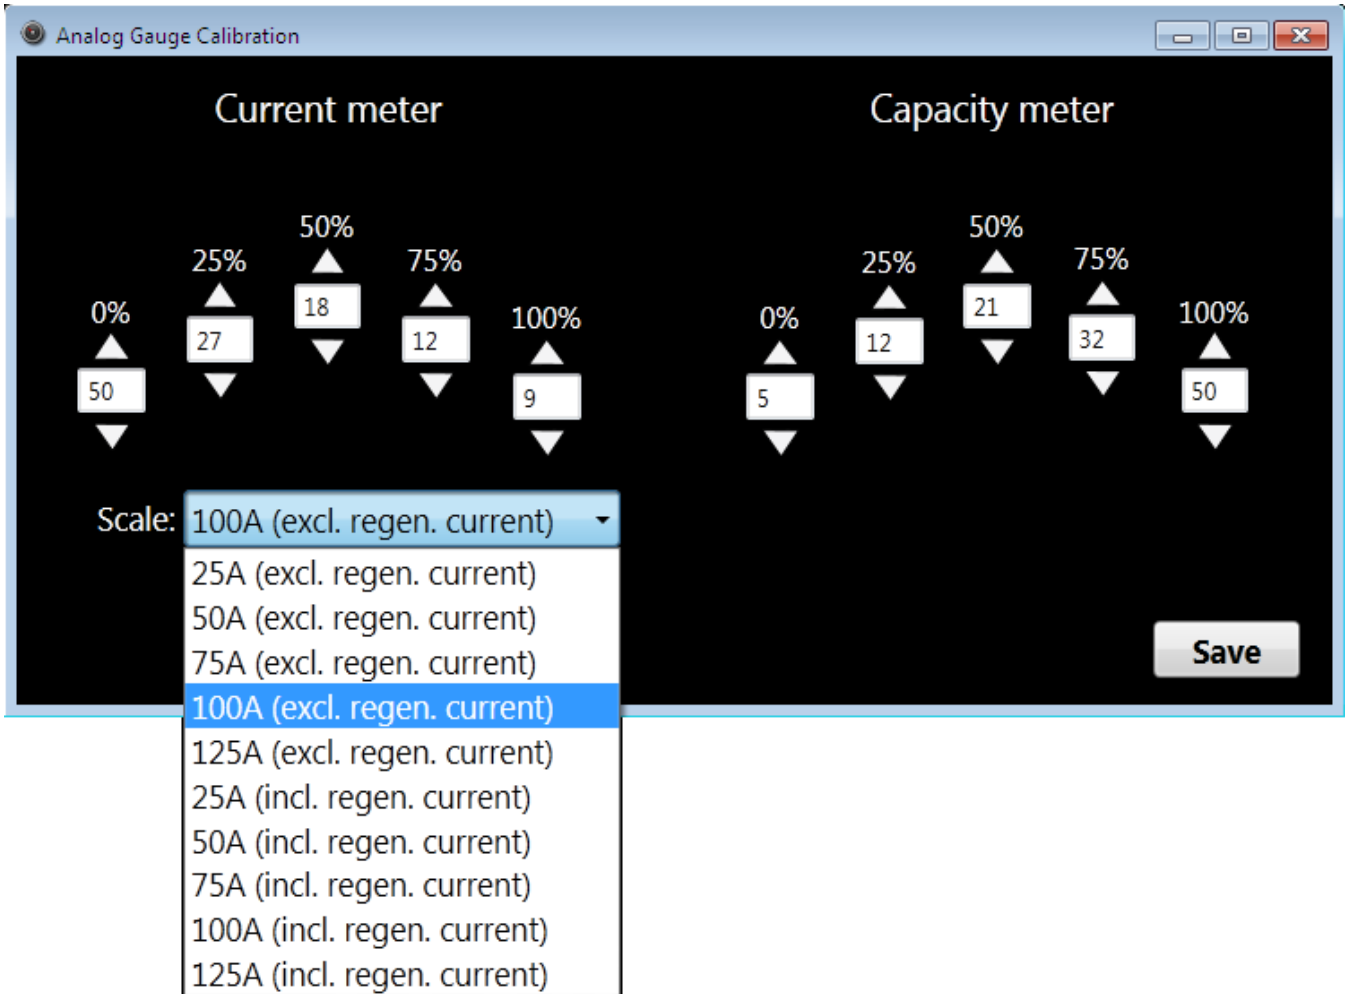 Analog Gauge Calibration
Current meter
Capacity meter
0%
25%
50%
75%
100%
50
27
18
12
9
0%
25%
50%
75%
100%
5
12
21
32
50
Scale: 100A (excl. regen. current)
25A (excl. regen. current)
50A (excl. regen. current)
75A (excl. regen. current)
100A (excl. regen. current)
125A (excl. regen. current)
25A (incl. regen. current)
50A (incl. regen. current)
75A (incl. regen. current)
100A (incl. regen. current)
125A (incl. regen. current)
Save